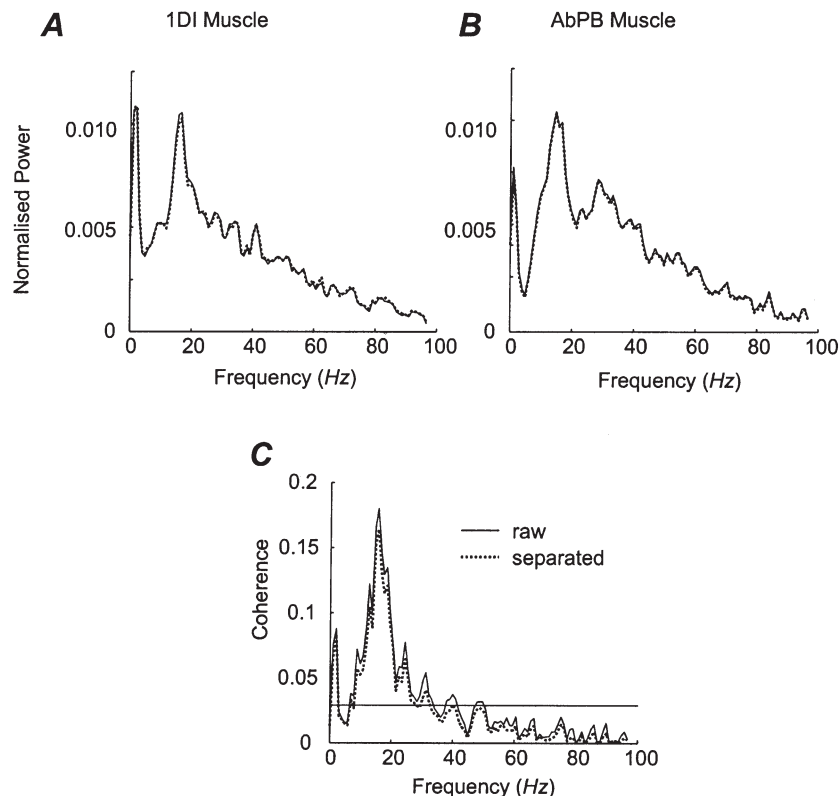 A
1DI Muscle
B
AbPB Muscle
Normalised Power
0.010
0.005
0
0 20 40 60 80 100
Frequency (Hz)
0.010
0.005
0
0 20 40 60 80 100
Frequency (Hz)
C
Coherence
0.2
0.15
0.1
0.05
0
raw
separated
0 20 40 60 80 100
Frequency (Hz)